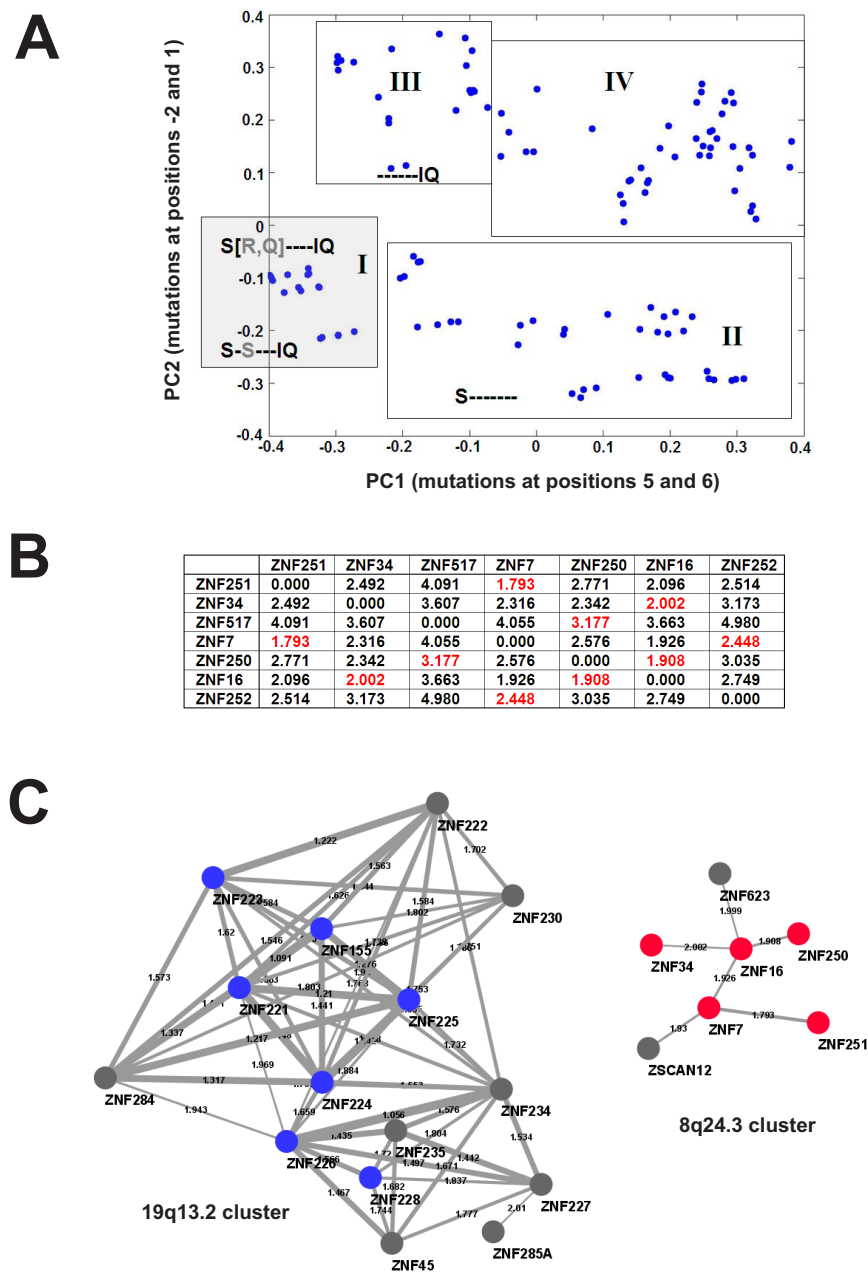 A
PC2 (mutations at positions -2 and 1)
0.4
0.3
0.2
0.1
0
-0.1
-0.2
-0.3
-0.4
III
IV
------IQ
S[R,Q]----IQ
I
S-S---IQ
II
S-------
-0.4 -0.3 -0.2 -0.1 0 0.1 0.2 0.3 0.4
PC1 (mutations at positions 5 and 6)
B
ZNF251 ZNF34 ZNF517 ZNF7 ZNF250 ZNF16 ZNF252
ZNF251 0.000 2.492 4.091 1.793 2.771 2.096 2.514
ZNF34 2.492 0.000 3.607 2.316 2.342 2.002 3.173
ZNF517 4.091 3.607 0.000 4.055 3.177 3.663 4.980
ZNF7 1.793 2.316 4.055 0.000 2.576 1.926 2.448
ZNF250 2.771 2.342 3.177 2.576 0.000 1.908 3.035
ZNF16 2.096 2.002 3.663 1.926 1.908 0.000 2.749
ZNF252 2.514 3.173 4.980 2.448 3.035 2.749 0.000
C
ZNF222
1.222
1.702
1.563
ZNF223
1.626
1.584
1.802
ZNF230
1.62
1.546
ZNF155
1.091
1.573
1.803
1.21
1.753
ZNF221
1.441
ZNF225
1.337
1.217
1.732
1.969
1.884
1.317
ZNF224
ZNF284
1.943
1.659
ZNF234
1.056
1.576
1.435
ZNF235
1.804
1.534
ZNF226
1.497
1.442
1.671
1.467
1.682
1.837
ZNF228
ZNF227
1.744
1.777
2.01
ZNF45
ZNF285A
19q13.2 cluster
ZNF623
1.999
2.002
1.908
ZNF34
ZNF16
ZNF250
1.926
ZNF7
1.793
1.93
ZNF251
ZSCAN12
8q24.3 cluster